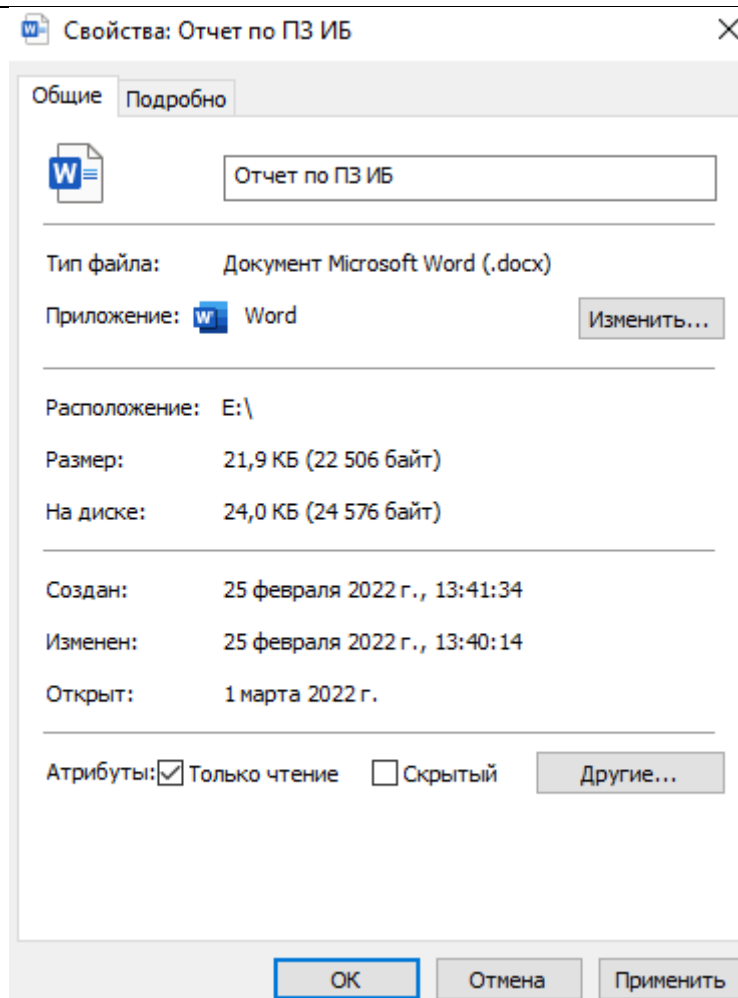 Свойства: Отчет по ПЗ ИБ
Общие Подробно
Отчет по ПЗ ИБ
Тип файла: Документ Microsoft Word (.docx)
Приложение: Word Изменить...
Расположение: E:\
Размер: 21,9 КБ (22 506 байт)
На диске: 24,0 КБ (24 576 байт)
Создан: 25 февраля 2022 г., 13:41:34
Изменен: 25 февраля 2022 г., 13:40:14
Открыт: 1 марта 2022 г.
Атрибуты: Только чтение Скрытый Другие...
ОК Отмена Применить